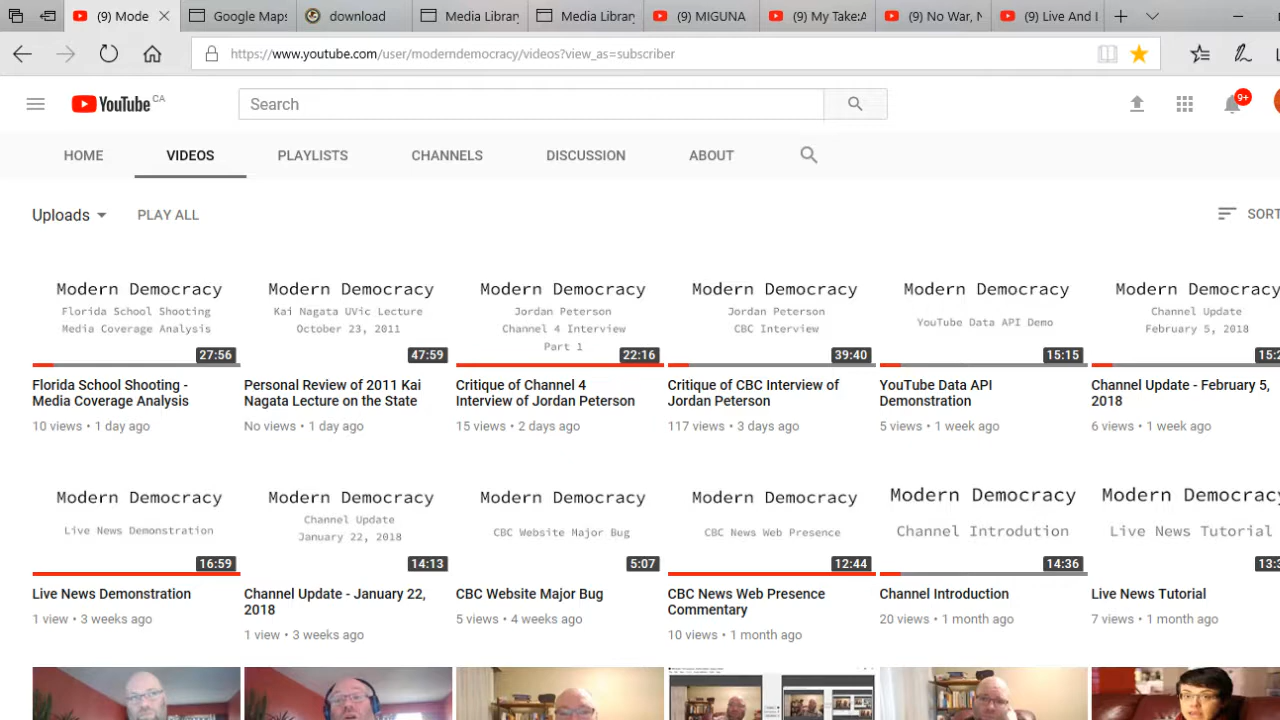 (9) Mode
Google Maps
download
Media Library
Media Library
(9) MIGUNA
(9) My Take:A
(9) No War, N
(9) Live And L
https://www.youtube.com/user/moderndemocracy/videos?view_as=subscriber
YouTube CA
Search
9+
HOME
VIDEOS
PLAYLISTS
CHANNELS
DISCUSSION
ABOUT
Uploads
PLAY ALL
SORT
Modern Democracy
Florida School Shooting
Media Coverage Analysis
27:56
Florida School Shooting -
Media Coverage Analysis
10 views • 1 day ago
Modern Democracy
Kai Nagata UVic Lecture
October 23, 2011
47:59
Personal Review of 2011 Kai
Nagata Lecture on the State
No views • 1 day ago
Modern Democracy
Jordan Peterson
Channel 4 Interview
Part 1
22:16
Critique of Channel 4
Interview of Jordan Peterson
15 views • 2 days ago
Modern Democracy
Jordan Peterson
CBC Interview
39:40
Critique of CBC Interview of
Jordan Peterson
117 views • 3 days ago
Modern Democracy
YouTube Data API Demo
15:15
YouTube Data API
Demonstration
5 views • 1 week ago
Modern Democracy
Channel Update
February 5, 2018
15:2
Channel Update - February 5,
2018
6 views • 1 week ago
Modern Democracy
Live News Demonstration
16:59
Live News Demonstration
1 view • 3 weeks ago
Modern Democracy
Channel Update
January 22, 2018
14:13
Channel Update - January 22,
2018
1 view • 3 weeks ago
Modern Democracy
CBC Website Major Bug
5:07
CBC Website Major Bug
5 views • 4 weeks ago
Modern Democracy
CBC News Web Presence
12:44
CBC News Web Presence
Commentary
10 views • 1 month ago
Modern Democracy
Channel Introdution
14:36
Channel Introduction
20 views • 1 month ago
Modern Democracy
Live News Tutorial
13:3
Live News Tutorial
7 views • 1 month ago